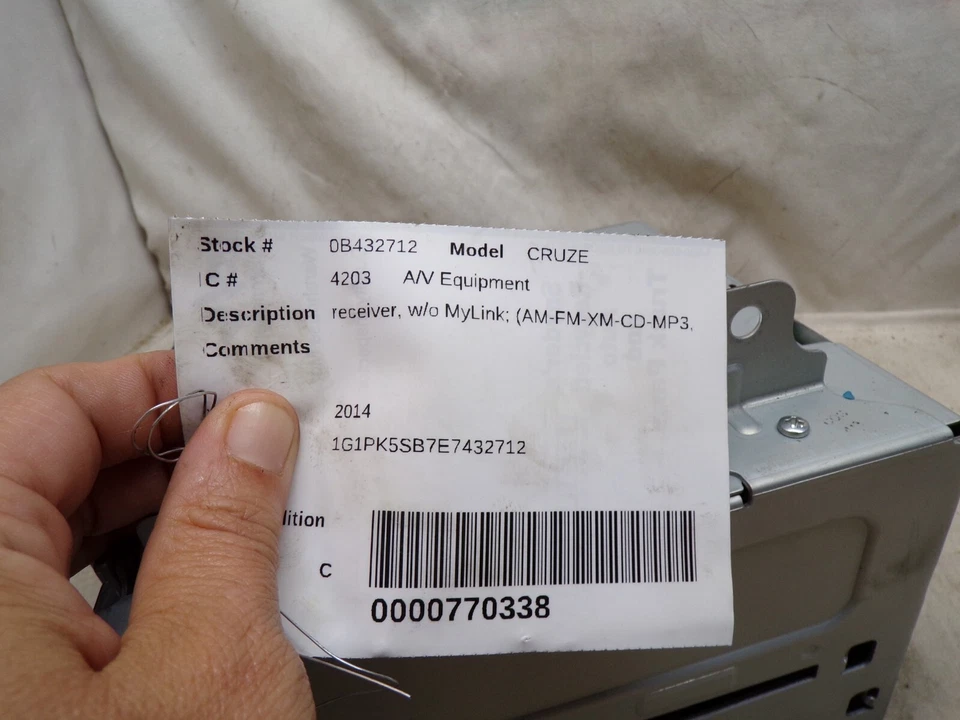 Stock # 0B432712 Model CRUZE
IC # 4203 A/V Equipment
Description receiver, w/o MyLink; (AM-FM-XM-CD-MP3,
Comments
2014
1G1PK5SB7E7432712
lition
C
0000770338